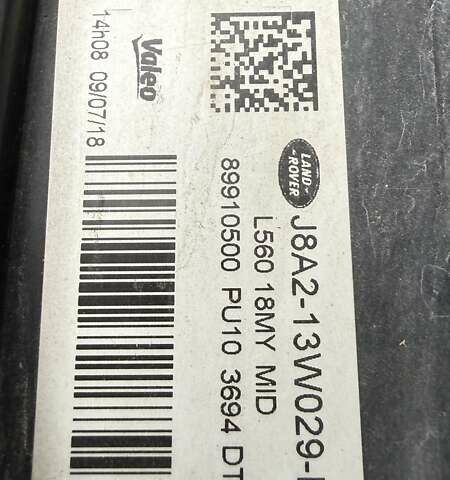 LAND
ROVER
J8A2-13W029-
L560 18MY MID
89910500 PU10 3694 DT
Valeo
14h08 09/07/18